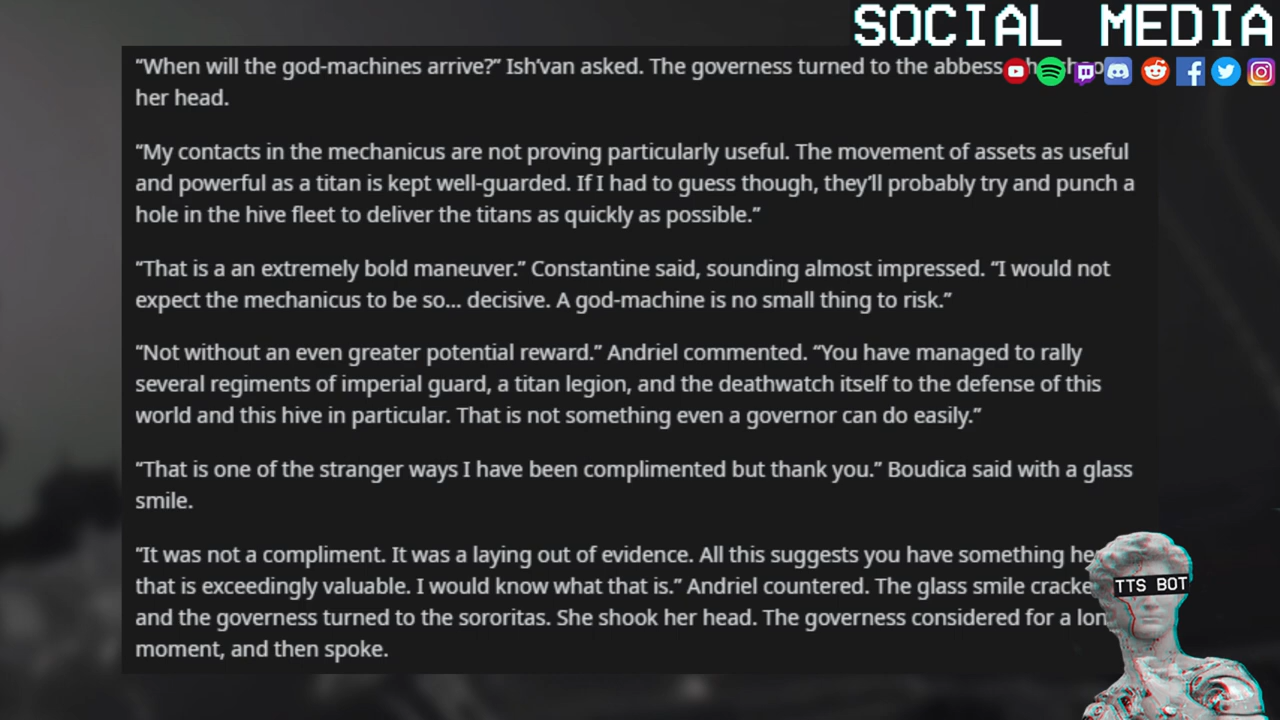 SOCIAL MEDIA
“When will the god-machines arrive?” Ish’van asked. The governess turned to the abbess
her head.
“My contacts in the mechanicus are not proving particularly useful. The movement of assets as useful
and powerful as a titan is kept well-guarded. If I had to guess though, they’ll probably try and punch a
hole in the hive fleet to deliver the titans as quickly as possible.”
“That is a an extremely bold maneuver.” Constantine said, sounding almost impressed. “I would not
expect the mechanicus to be so... decisive. A god-machine is no small thing to risk.”
“Not without an even greater potential reward.” Andriel commented. “You have managed to rally
several regiments of imperial guard, a titan legion, and the deathwatch itself to the defense of this
world and this hive in particular. That is not something even a governor can do easily.”
“That is one of the stranger ways I have been complimented but thank you.” Boudica said with a glass
smile.
“It was not a compliment. It was a laying out of evidence. All this suggests you have something
that is exceedingly valuable. I would know what that is.” Andriel countered. The glass smile
and the governess turned to the sororitas. She shook her head. The governess considered for a
moment, and then spoke.
TTS BOT